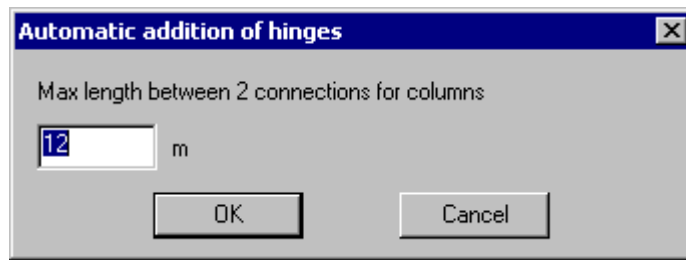 Automatic addition of hinges
Max length between 2 connections for columns
12 m
OK Cancel